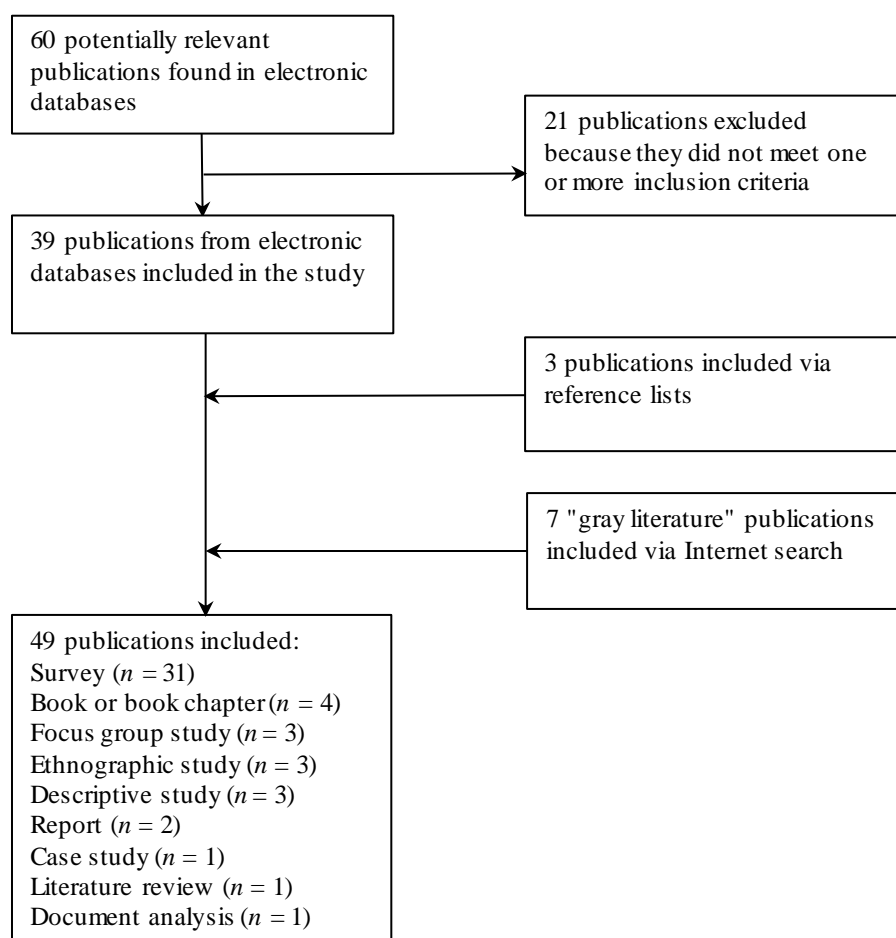 60 potentially relevant
publications found in electronic
databases
21 publications excluded
because they did not meet one
or more inclusion criteria
39 publications from electronic
databases included in the study
3 publications included via
reference lists
7 "gray literature" publications
included via Internet search
49 publications included:
Survey (n = 31)
Book or book chapter (n = 4)
Focus group study (n = 3)
Ethnographic study (n = 3)
Descriptive study (n = 3)
Report (n = 2)
Case study (n = 1)
Literature review (n = 1)
Document analysis (n = 1)